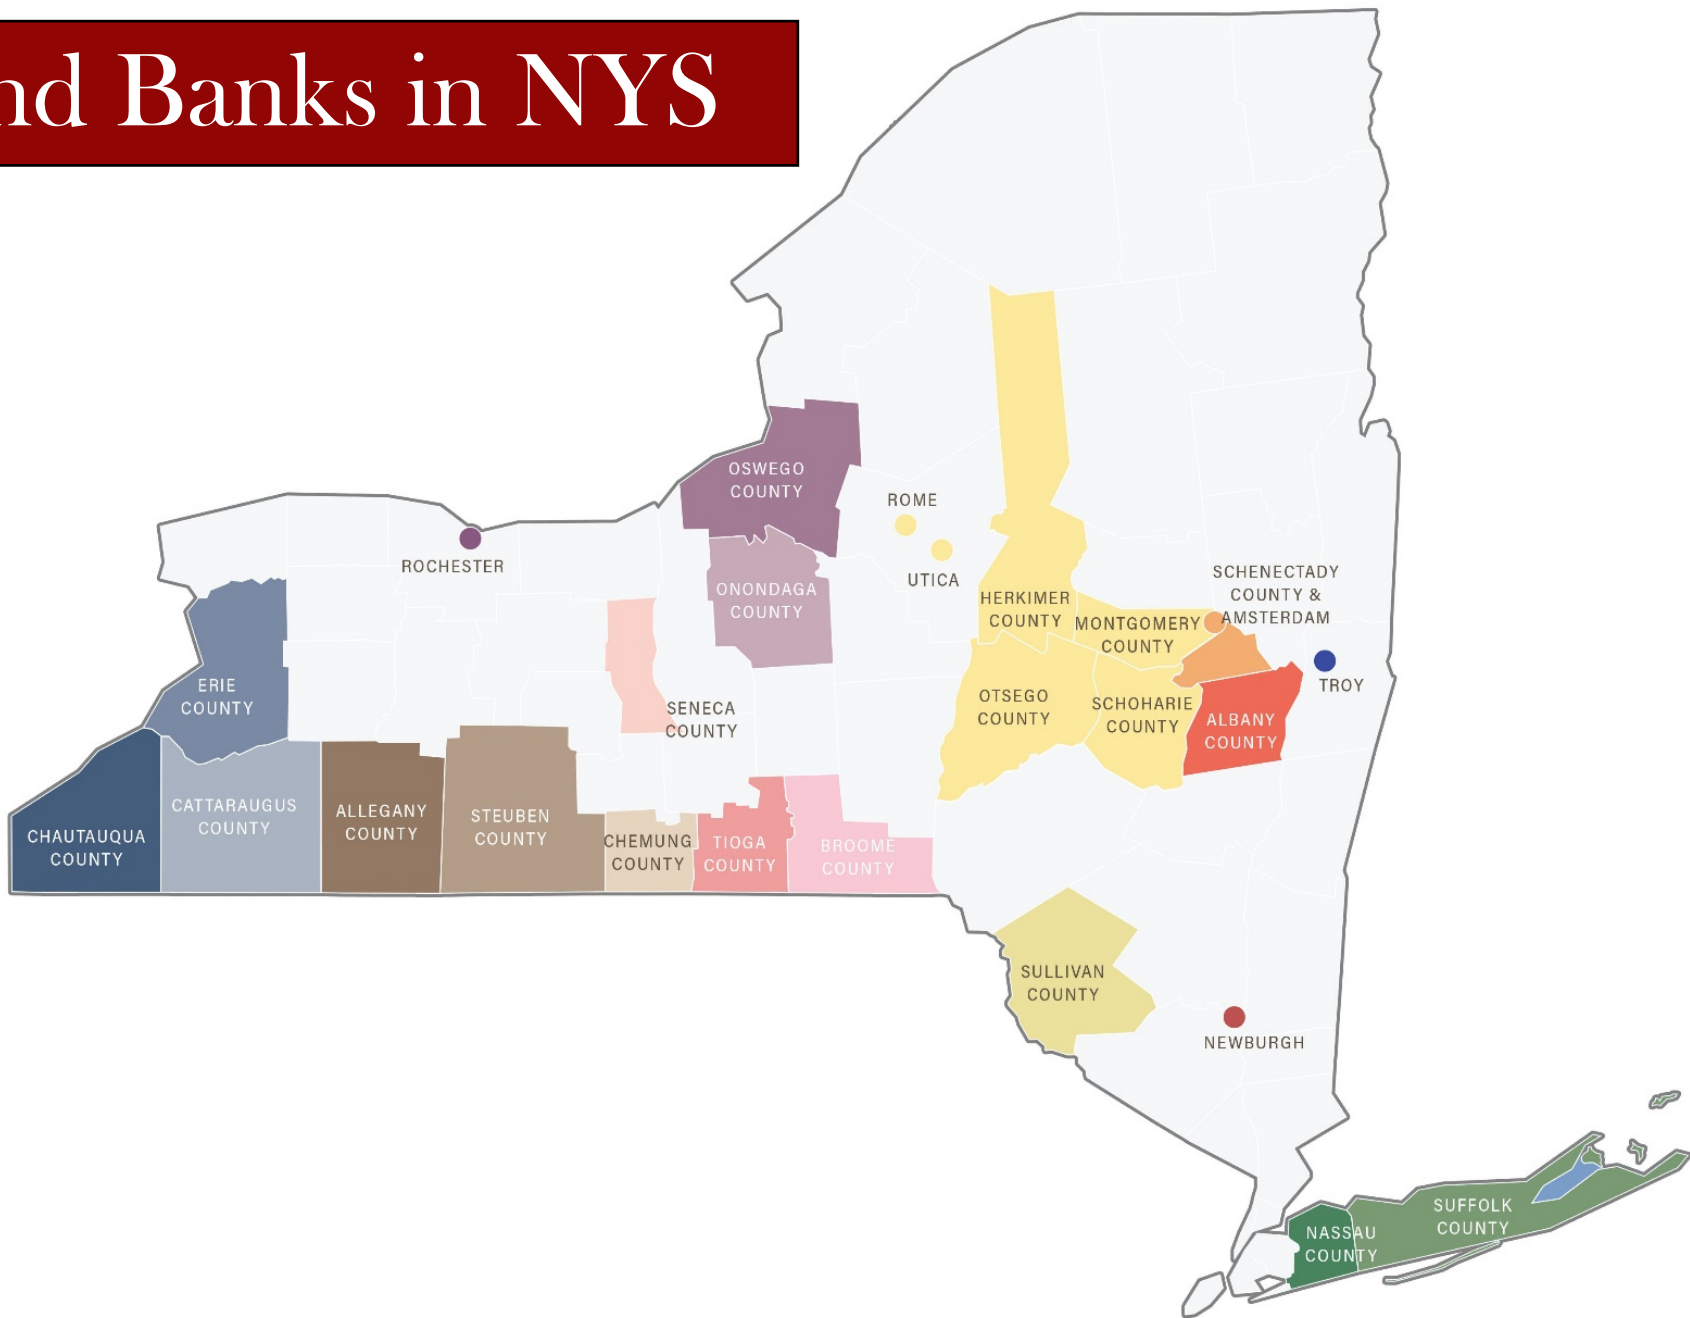 nd Banks in NYS
OSWEGO
COUNTY
ROME
ROCHESTER
UTICA
SCHENECTADY
COUNTY &
AMSTERDAM
ONONDAGA
COUNTY
HERKIMER
COUNTY
MONTGOMERY
COUNTY
TROY
ERIE
COUNTY
SENECA
COUNTY
OTSEGO
COUNTY
SCHOHARIE
COUNTY
ALBANY
COUNTY
CHAUTAUQUA
COUNTY
CATTARAUGUS
COUNTY
ALLEGANY
COUNTY
STEUBEN
COUNTY
CHEMUNG
COUNTY
TIOGA
COUNTY
BROOME
COUNTY
SULLIVAN
COUNTY
NEWBURGH
NASSAU
COUNTY
SUFFOLK
COUNTY